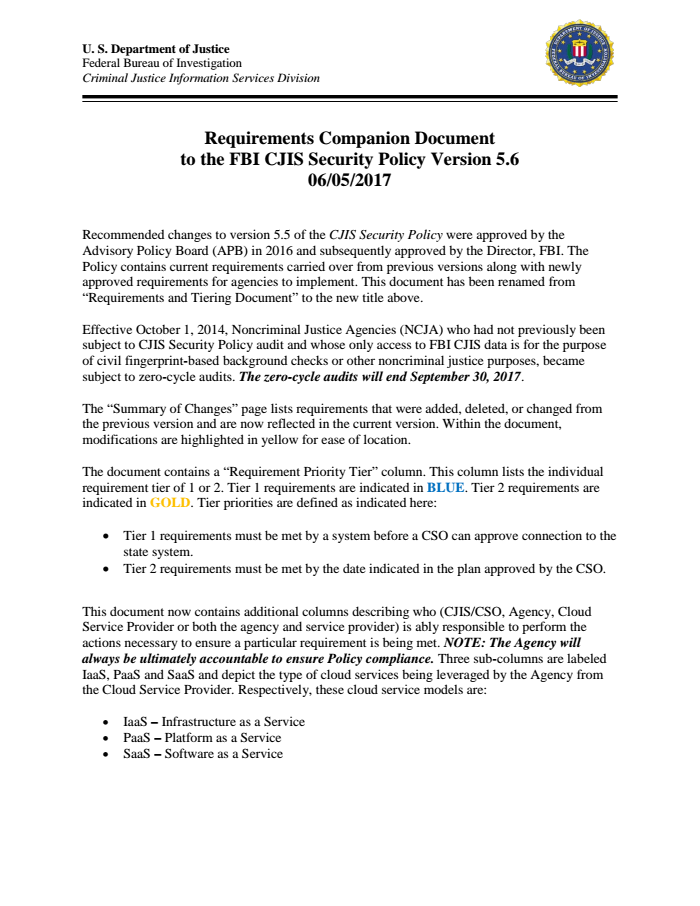 U. S. Department of Justice
Federal Bureau of Investigation
Criminal Justice Information Services Division
Requirements Companion Document
to the FBI CJIS Security Policy Version 5.6
06/05/2017
Recommended changes to version 5.5 of the CJIS Security Policy were approved by the
Advisory Policy Board (APB) in 2016 and subsequently approved by the Director, FBI. The
Policy contains current requirements carried over from previous versions along with newly
approved requirements for agencies to implement. This document has been renamed from
“Requirements and Tiering Document” to the new title above.
Effective October 1, 2014, Noncriminal Justice Agencies (NCJA) who had not previously been
subject to CJIS Security Policy audit and whose only access to FBI CJIS data is for the purpose
of civil fingerprint-based background checks or other noncriminal justice purposes, became
subject to zero-cycle audits. The zero-cycle audits will end September 30, 2017.
The “Summary of Changes” page lists requirements that were added, deleted, or changed from
the previous version and are now reflected in the current version. Within the document,
modifications are highlighted in yellow for ease of location.
The document contains a “Requirement Priority Tier” column. This column lists the individual
requirement tier of 1 or 2. Tier 1 requirements are indicated in BLUE. Tier 2 requirements are
indicated in GOLD. Tier priorities are defined as indicated here:
• Tier 1 requirements must be met by a system before a CSO can approve connection to the
state system.
• Tier 2 requirements must be met by the date indicated in the plan approved by the CSO.
This document now contains additional columns describing who (CJIS/CSO, Agency, Cloud
Service Provider or both the agency and service provider) is ably responsible to perform the
actions necessary to ensure a particular requirement is being met. NOTE: The Agency will
always be ultimately accountable to ensure Policy compliance. Three sub-columns are labeled
IaaS, PaaS and SaaS and depict the type of cloud services being leveraged by the Agency from
the Cloud Service Provider. Respectively, these cloud service models are:
• IaaS – Infrastructure as a Service
• PaaS – Platform as a Service
• SaaS – Software as a Service